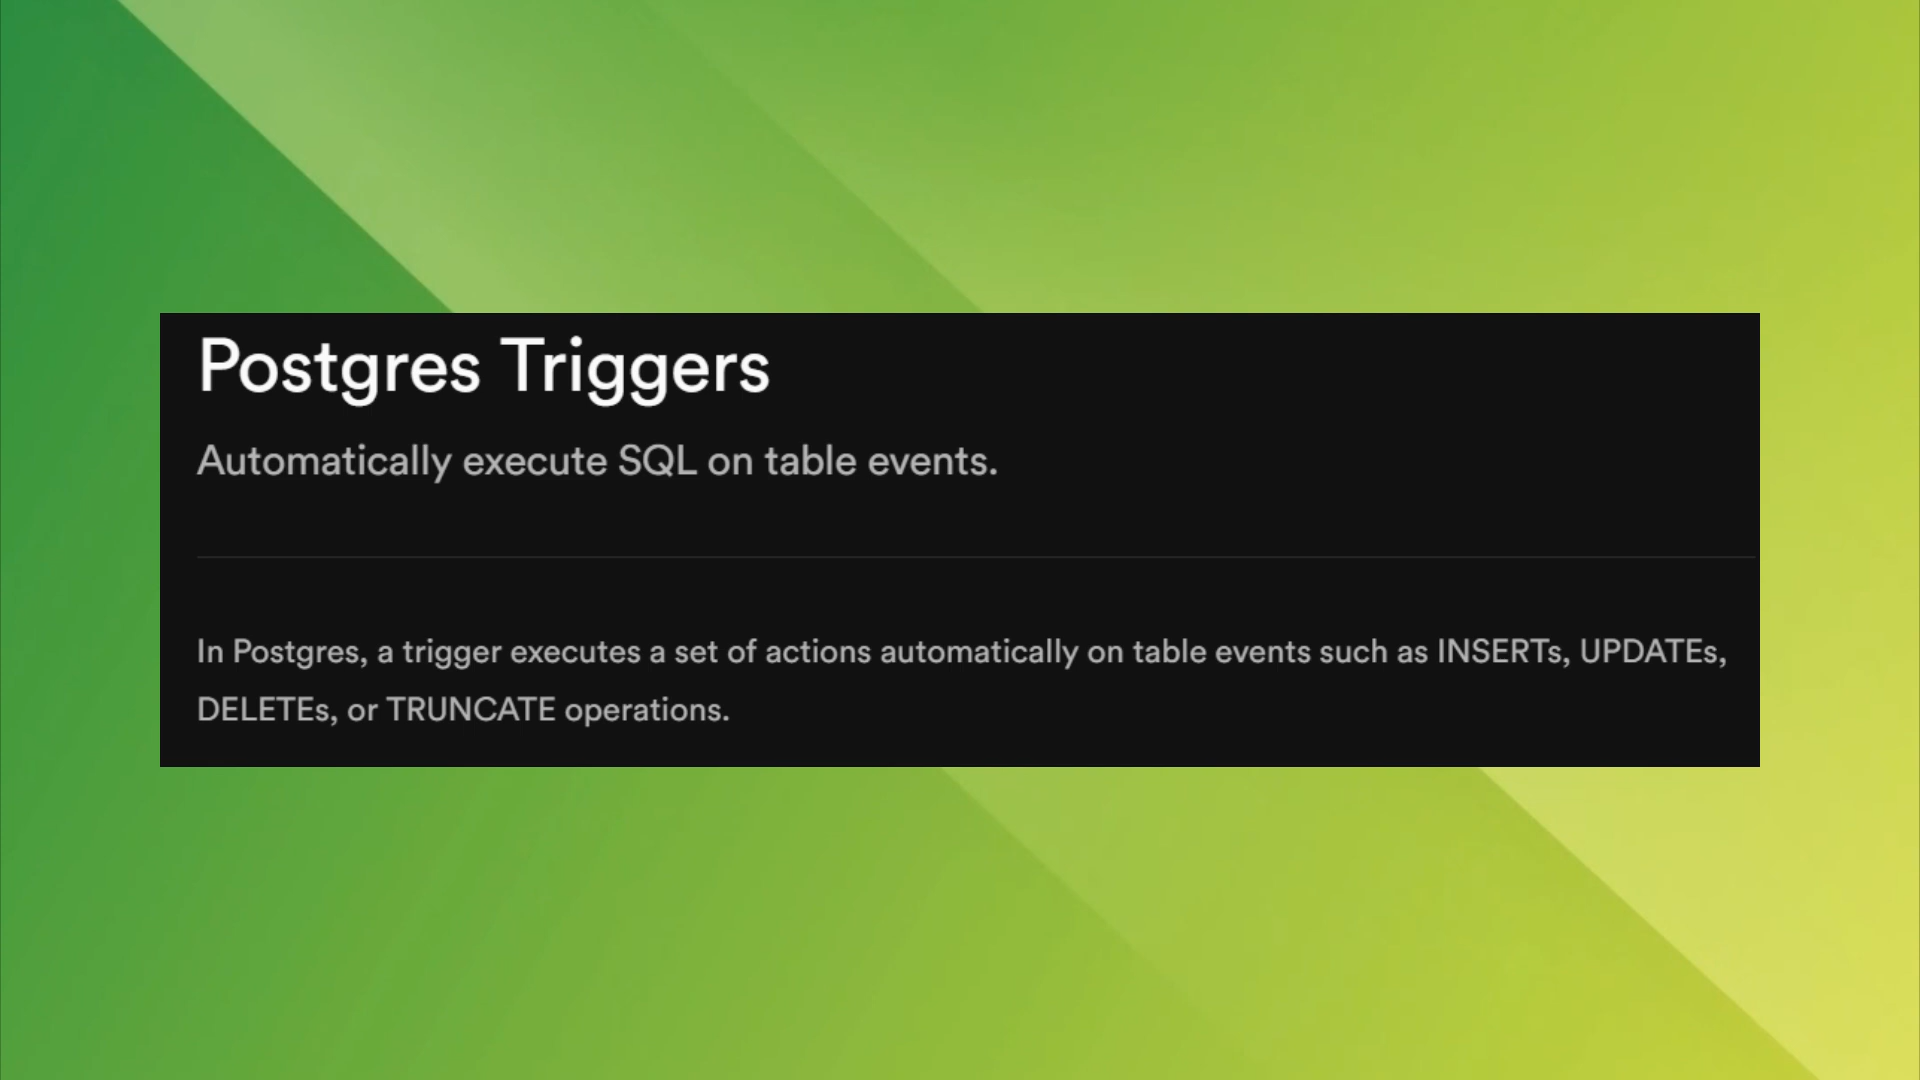 Postgres Triggers
Automatically execute SQL on table events.
In Postgres, a trigger executes a set of actions automatically on table events such as INSERTs, UPDATEs,
DELETEs, or TRUNCATE operations.